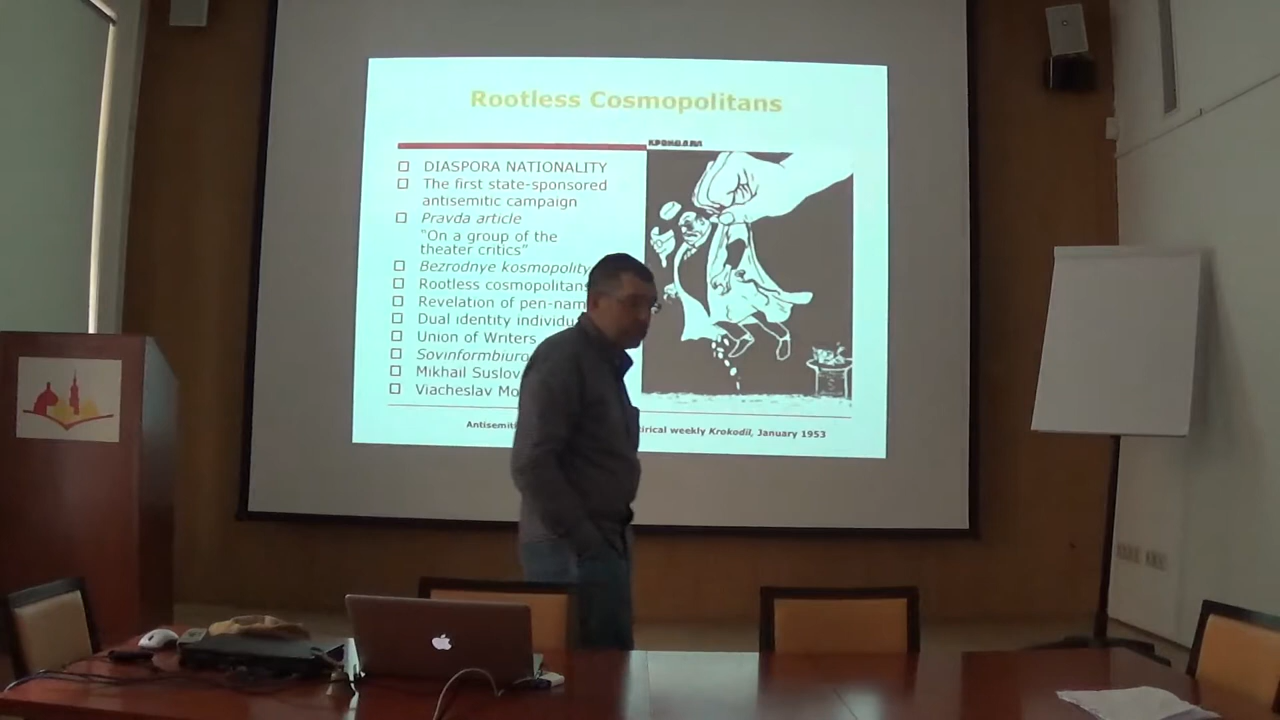 Rootless Cosmopolitans
DIASPORA NATIONALITY
The first state-sponsored
antisemitic campaign
Pravda article
“On a group of the
theater critics”
Bezrodnye kosmopolity
Rootless cosmopolitans
Revelation of pen-nam
Dual identity individu
Union of Writers
Sovinformbiuro
Mikhail Suslov
Viacheslav Mo
Antisemiti irical weekly Krokodil, January 1953